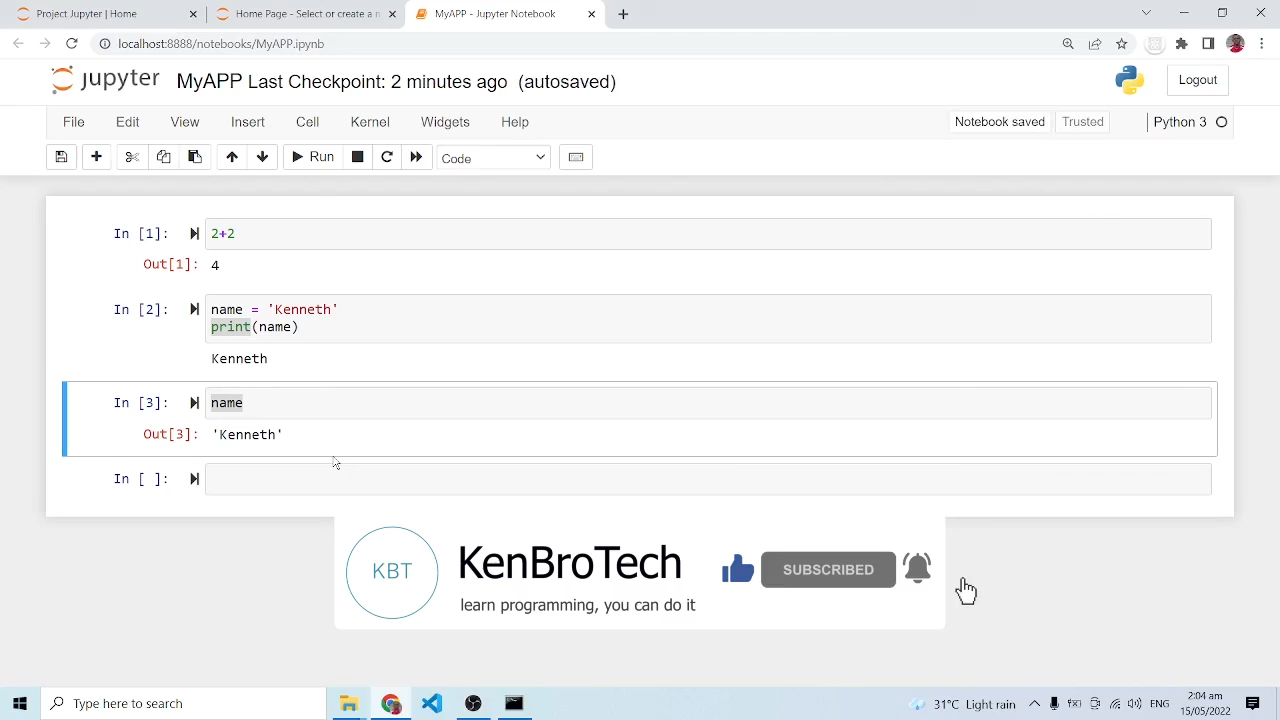 Project Jupyter | Home
Home Page - Select or create a n
MyAPP - Jupyter Notebook
localhost:8888/notebooks/MyAPP.ipynb
jupyter MyAPP Last Checkpoint: 2 minutes ago (autosaved)
Logout
File Edit View Insert Cell Kernel Widgets Help
Notebook saved Trusted Python 3
Run Code
In [1]: 2+2
Out[1]: 4
In [2]: name = 'Kenneth'
print(name)
Kenneth
In [3]: name
Out[3]: 'Kenneth'
In [ ]:
KBT
KenBroTech
learn programming, you can do it
SUBSCRIBED
Type here to search
31°C Light rain
2:04 am
15/05/2022